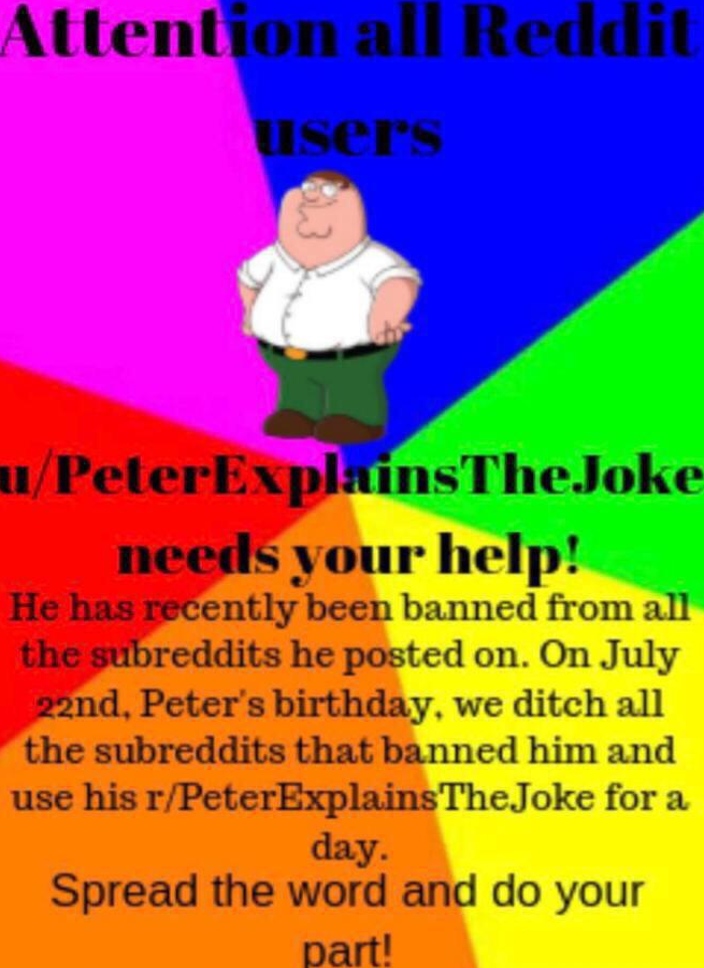 Attention all Reddit
users
u/PeterExplainsTheJoke
needs your help!
He has recently been banned from all
the subreddits he posted on. On July
22nd, Peter's birthday, we ditch all
the subreddits that banned him and
use his r/PeterExplainsTheJoke for a
day.
Spread the word and do your
part!